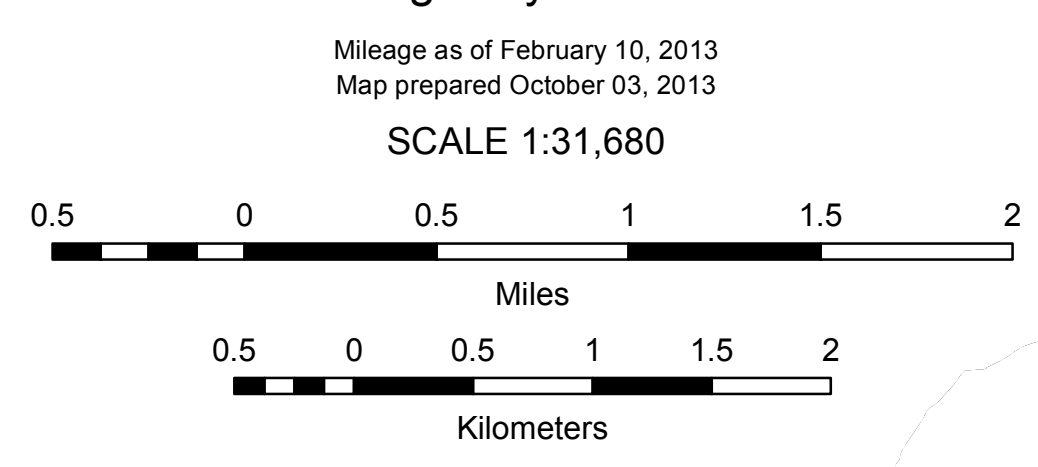 Mileage as of February 10, 2013
Map prepared October 03, 2013
SCALE 1:31,680
0.5 0 0.5 1 1.5 2
Miles
0.5 0 0.5 1 1.5 2
Kilometers